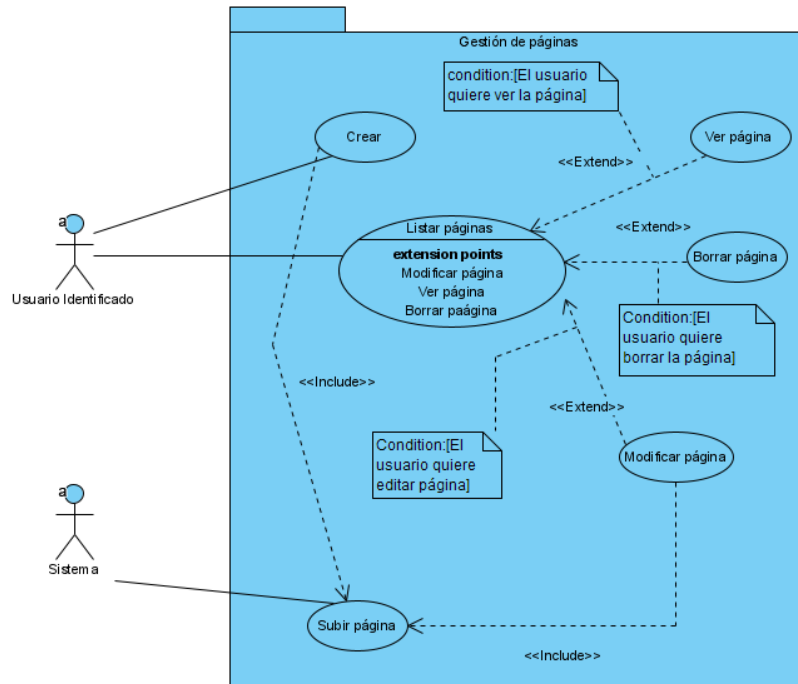 Gestión de páginas
condition:[El usuario
quiere ver la página]
Crear
Ver página
<<Extend>>
a
Usuario Identificado
Listar páginas
extension points
Modificar página
Ver página
Borrar paágina
<<Extend>>
Borrar página
Condition:[El
usuario quiere
borrar la página]
<<Include>>
<<Extend>>
Condition:[El
usuario quiere
editar página]
Modificar página
a
Sistema
Subir página
<<Include>>